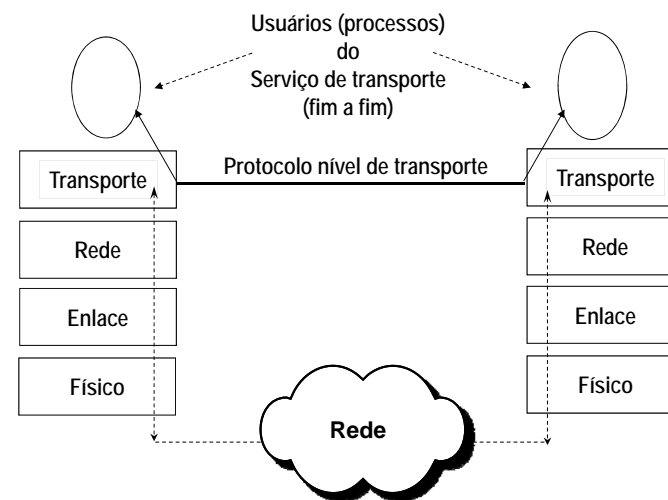 Usuários (processos)
do
Serviço de transporte
(fim a fim)
Protocolo nível de transporte
Transporte
Transporte
Rede
Rede
Enlace
Enlace
Físico
Físico
Rede